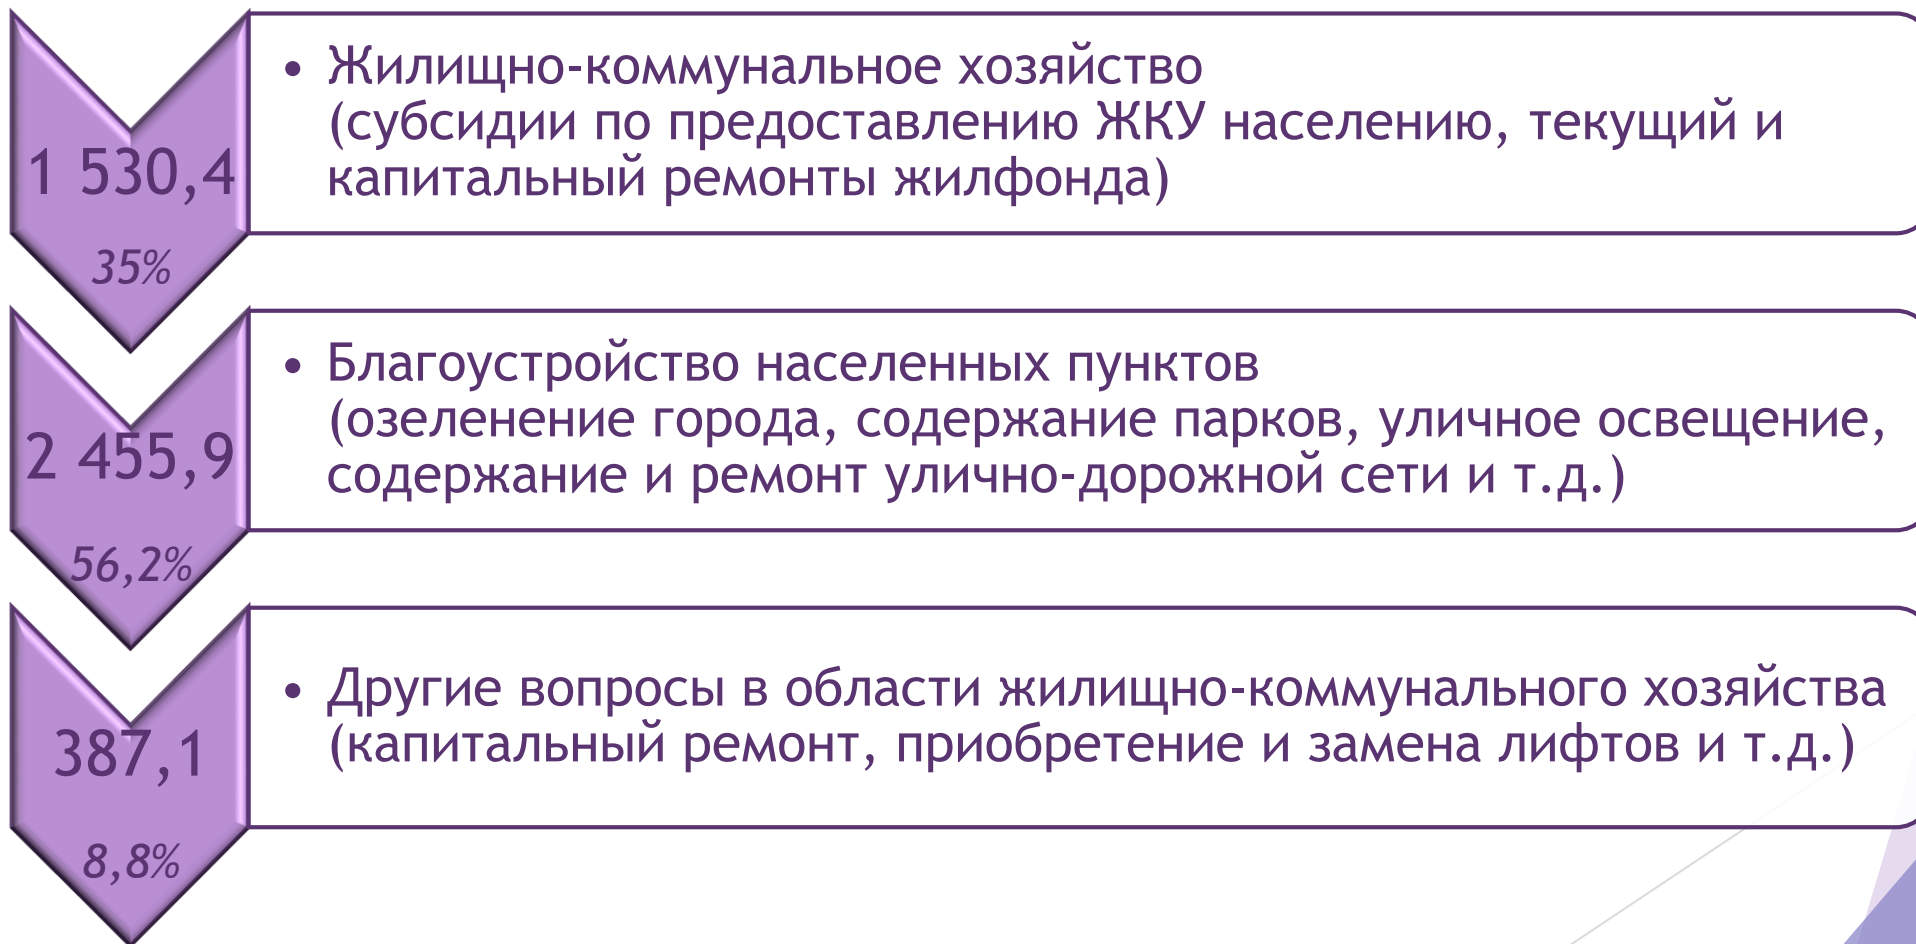 1 530,4
35%
• Жилищно-коммунальное хозяйство
(субсидии по предоставлению ЖКУ населению, текущий и
капитальный ремонты жилфонда)
2 455,9
56,2%
• Благоустройство населенных пунктов
(озеленение города, содержание парков, уличное освещение,
содержание и ремонт улично-дорожной сети и т.д.)
387,1
8,8%
• Другие вопросы в области жилищно-коммунального хозяйства
(капитальный ремонт, приобретение и замена лифтов и т.д.)